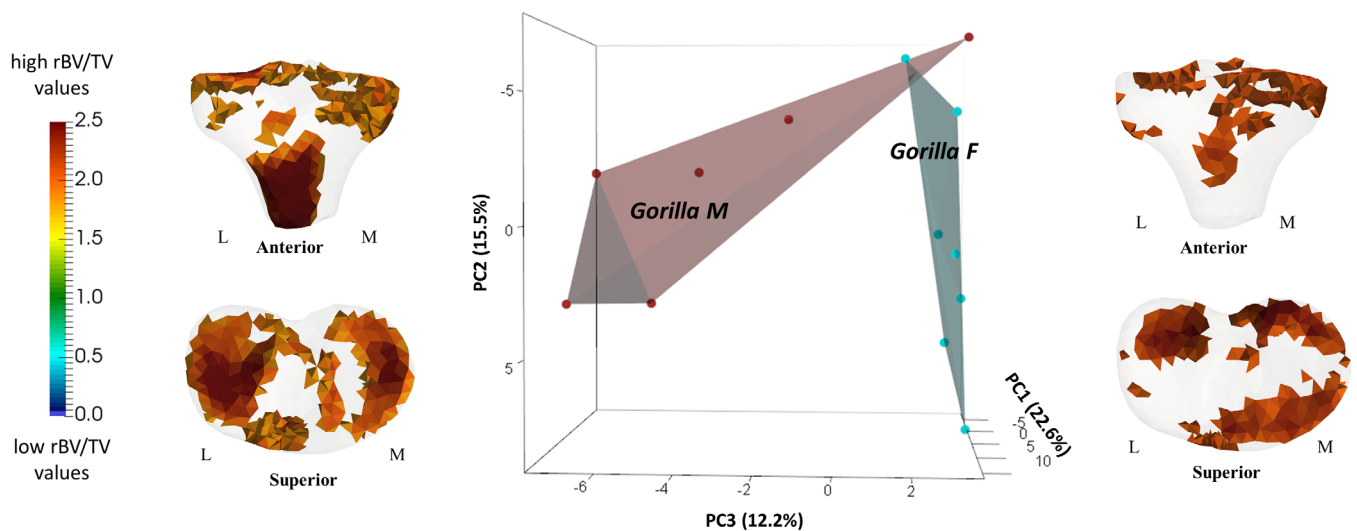 high rBV/TV
values
2.5
2.0
1.5
1.0
0.5
0.0
low rBV/TV
values
L
M
Anterior
L
M
Superior
PC2 (15.5%)
-5
0
5
Gorilla M
Gorilla F
PC1 (22.6%)
-5
0
5
10
-6
-4
-2
0
2
PC3 (12.2%)
L
M
Anterior
L
M
Superior